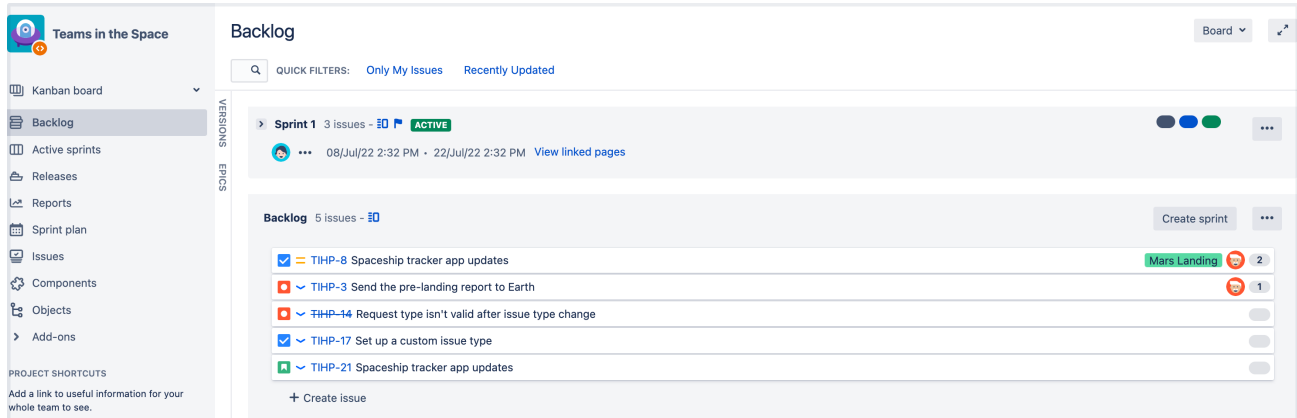 Teams in the Space
Kanban board
Backlog
Active sprints
Releases
Reports
Sprint plan
Issues
Components
Objects
Add-ons
PROJECT SHORTCUTS
Add a link to useful information for your
whole team to see.
Backlog
Board
QUICK FILTERS: Only My Issues Recently Updated
VERSIONS
EPICS
Sprint 1 3 issues - ACTIVE
08/Jul/22 2:32 PM • 22/Jul/22 2:32 PM View linked pages
Backlog 5 issues - Create sprint
TIHP-8 Spaceship tracker app updates Mars Landing 2
TIHP-3 Send the pre-landing report to Earth 1
TIHP-14 Request type isn't valid after issue type change
TIHP-17 Set up a custom issue type
TIHP-21 Spaceship tracker app updates
+ Create issue